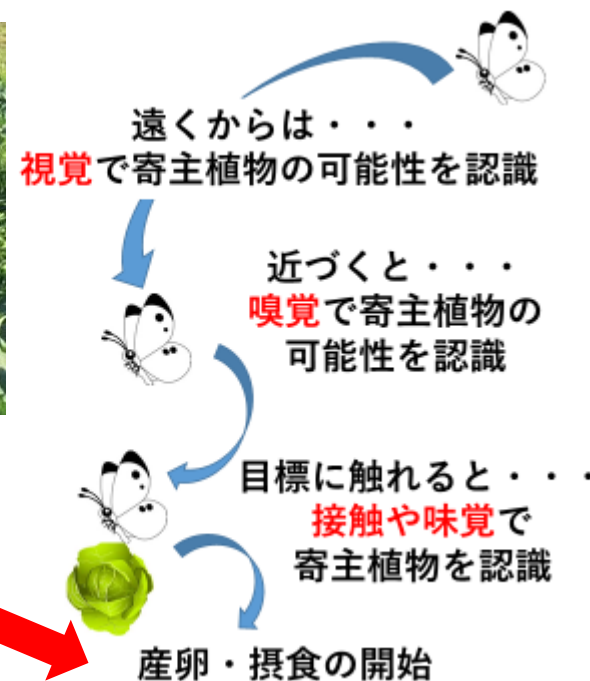 遠くからは・・・
視覚で寄主植物の可能性を認識
近づくと・・・
嗅覚で寄主植物の
可能性を認識
目標に触れると・・・
接触や味覚で
寄主植物を認識
産卵・摂食の開始